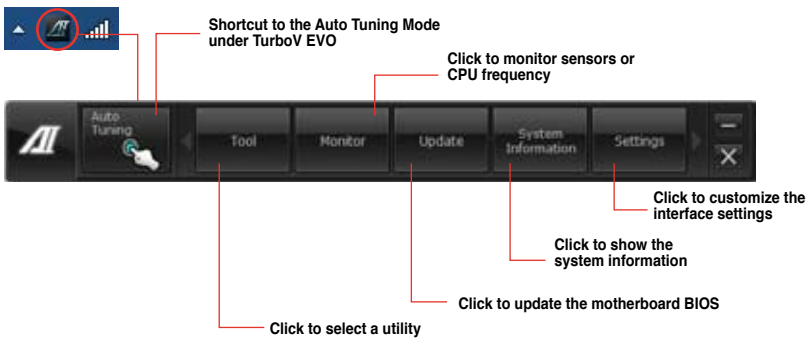 Shortcut to the Auto Tuning Mode
under TurboV EVO
Click to monitor sensors or
CPU frequency
Auto
Tuning
Tool
Monitor
Update
System
Information
Settings
Click to customize the
interface settings
Click to show the
system information
Click to update the motherboard BIOS
Click to select a utility